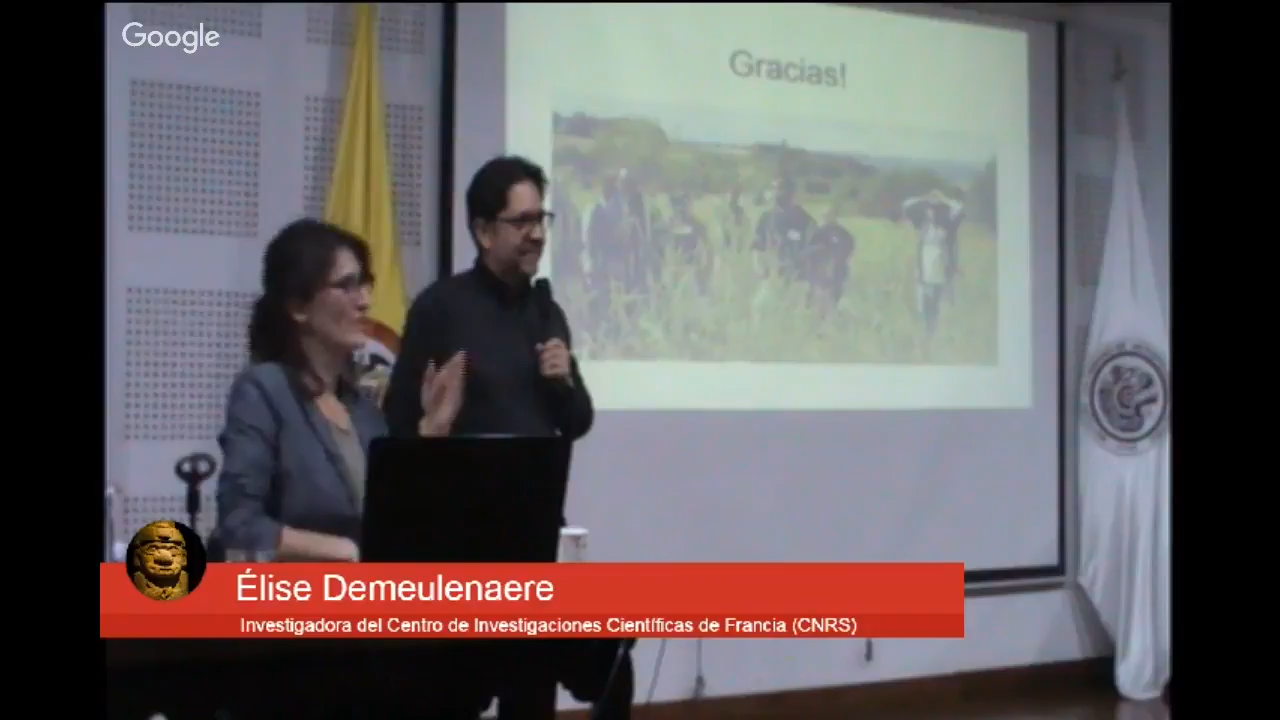 Google
Gracias!
Élise Demeulenaere
Investigadora del Centro de Investigaciones Científicas de Francia (CNRS)